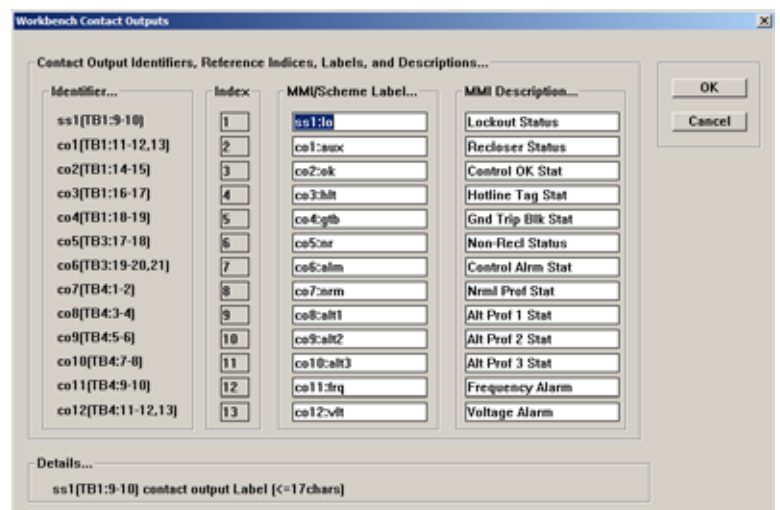 Workbench Contact Outputs
Contact Output Identifiers, Reference Indices, Labels, and Descriptions...
Identifier... Index MMI/Scheme Label... MMI Description...
ss1(TB1:9-10) 1 ss1:lo Lockout Status
co1(TB1:11-12,13) 2 co1:aux Recloser Status
co2(TB1:14-15) 3 co2:ok Control OK Stat
co3(TB1:16-17) 4 co3:hlt Hotline Tag Stat
co4(TB1:18-19) 5 co4:gtb Gnd Trip Blk Stat
co5(TB3:17-18) 6 co5:nr Non-Recl Status
co6(TB3:19-20,21) 7 co6:alm Control Alrm Stat
co7(TB4:1-2) 8 co7:nrm Nrml Prof Stat
co8(TB4:3-4) 9 co8:alt1 Alt Prof 1 Stat
co9(TB4:5-6) 10 co9:alt2 Alt Prof 2 Stat
co10(TB4:7-8) 11 co10:alt3 Alt Prof 3 Stat
co11(TB4:9-10) 12 co11:frq Frequency Alarm
co12(TB4:11-12,13) 13 co12:vlt Voltage Alarm
OK
Cancel
Details...
ss1(TB1:9-10) contact output Label (<=17chars)